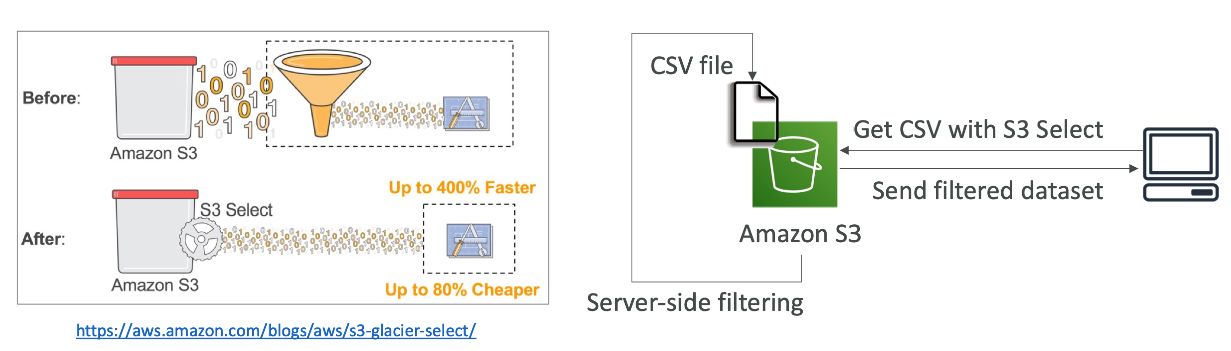 Before:
Amazon S3
Up to 400% Faster
S3 Select
After:
Amazon S3
Up to 80% Cheaper
https://aws.amazon.com/blogs/aws/s3-glacier-select/
CSV file
Get CSV with S3 Select
Send filtered dataset
Amazon S3
Server-side filtering